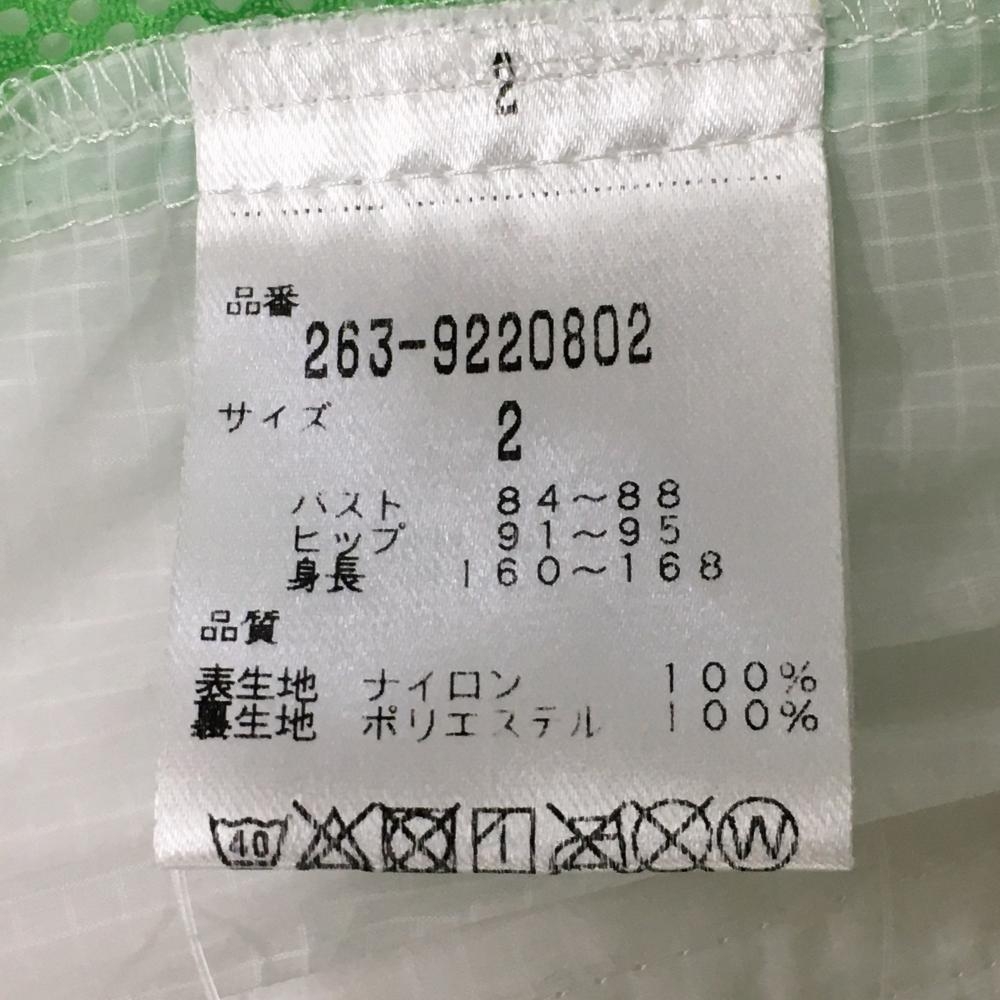 2
品番
263-9220802
サイズ 2
バスト 84～88
ヒップ 91～95
身長 160～168
品質
表生地 ナイロン 100%
裏生地 ポリエステル 100%
40 W